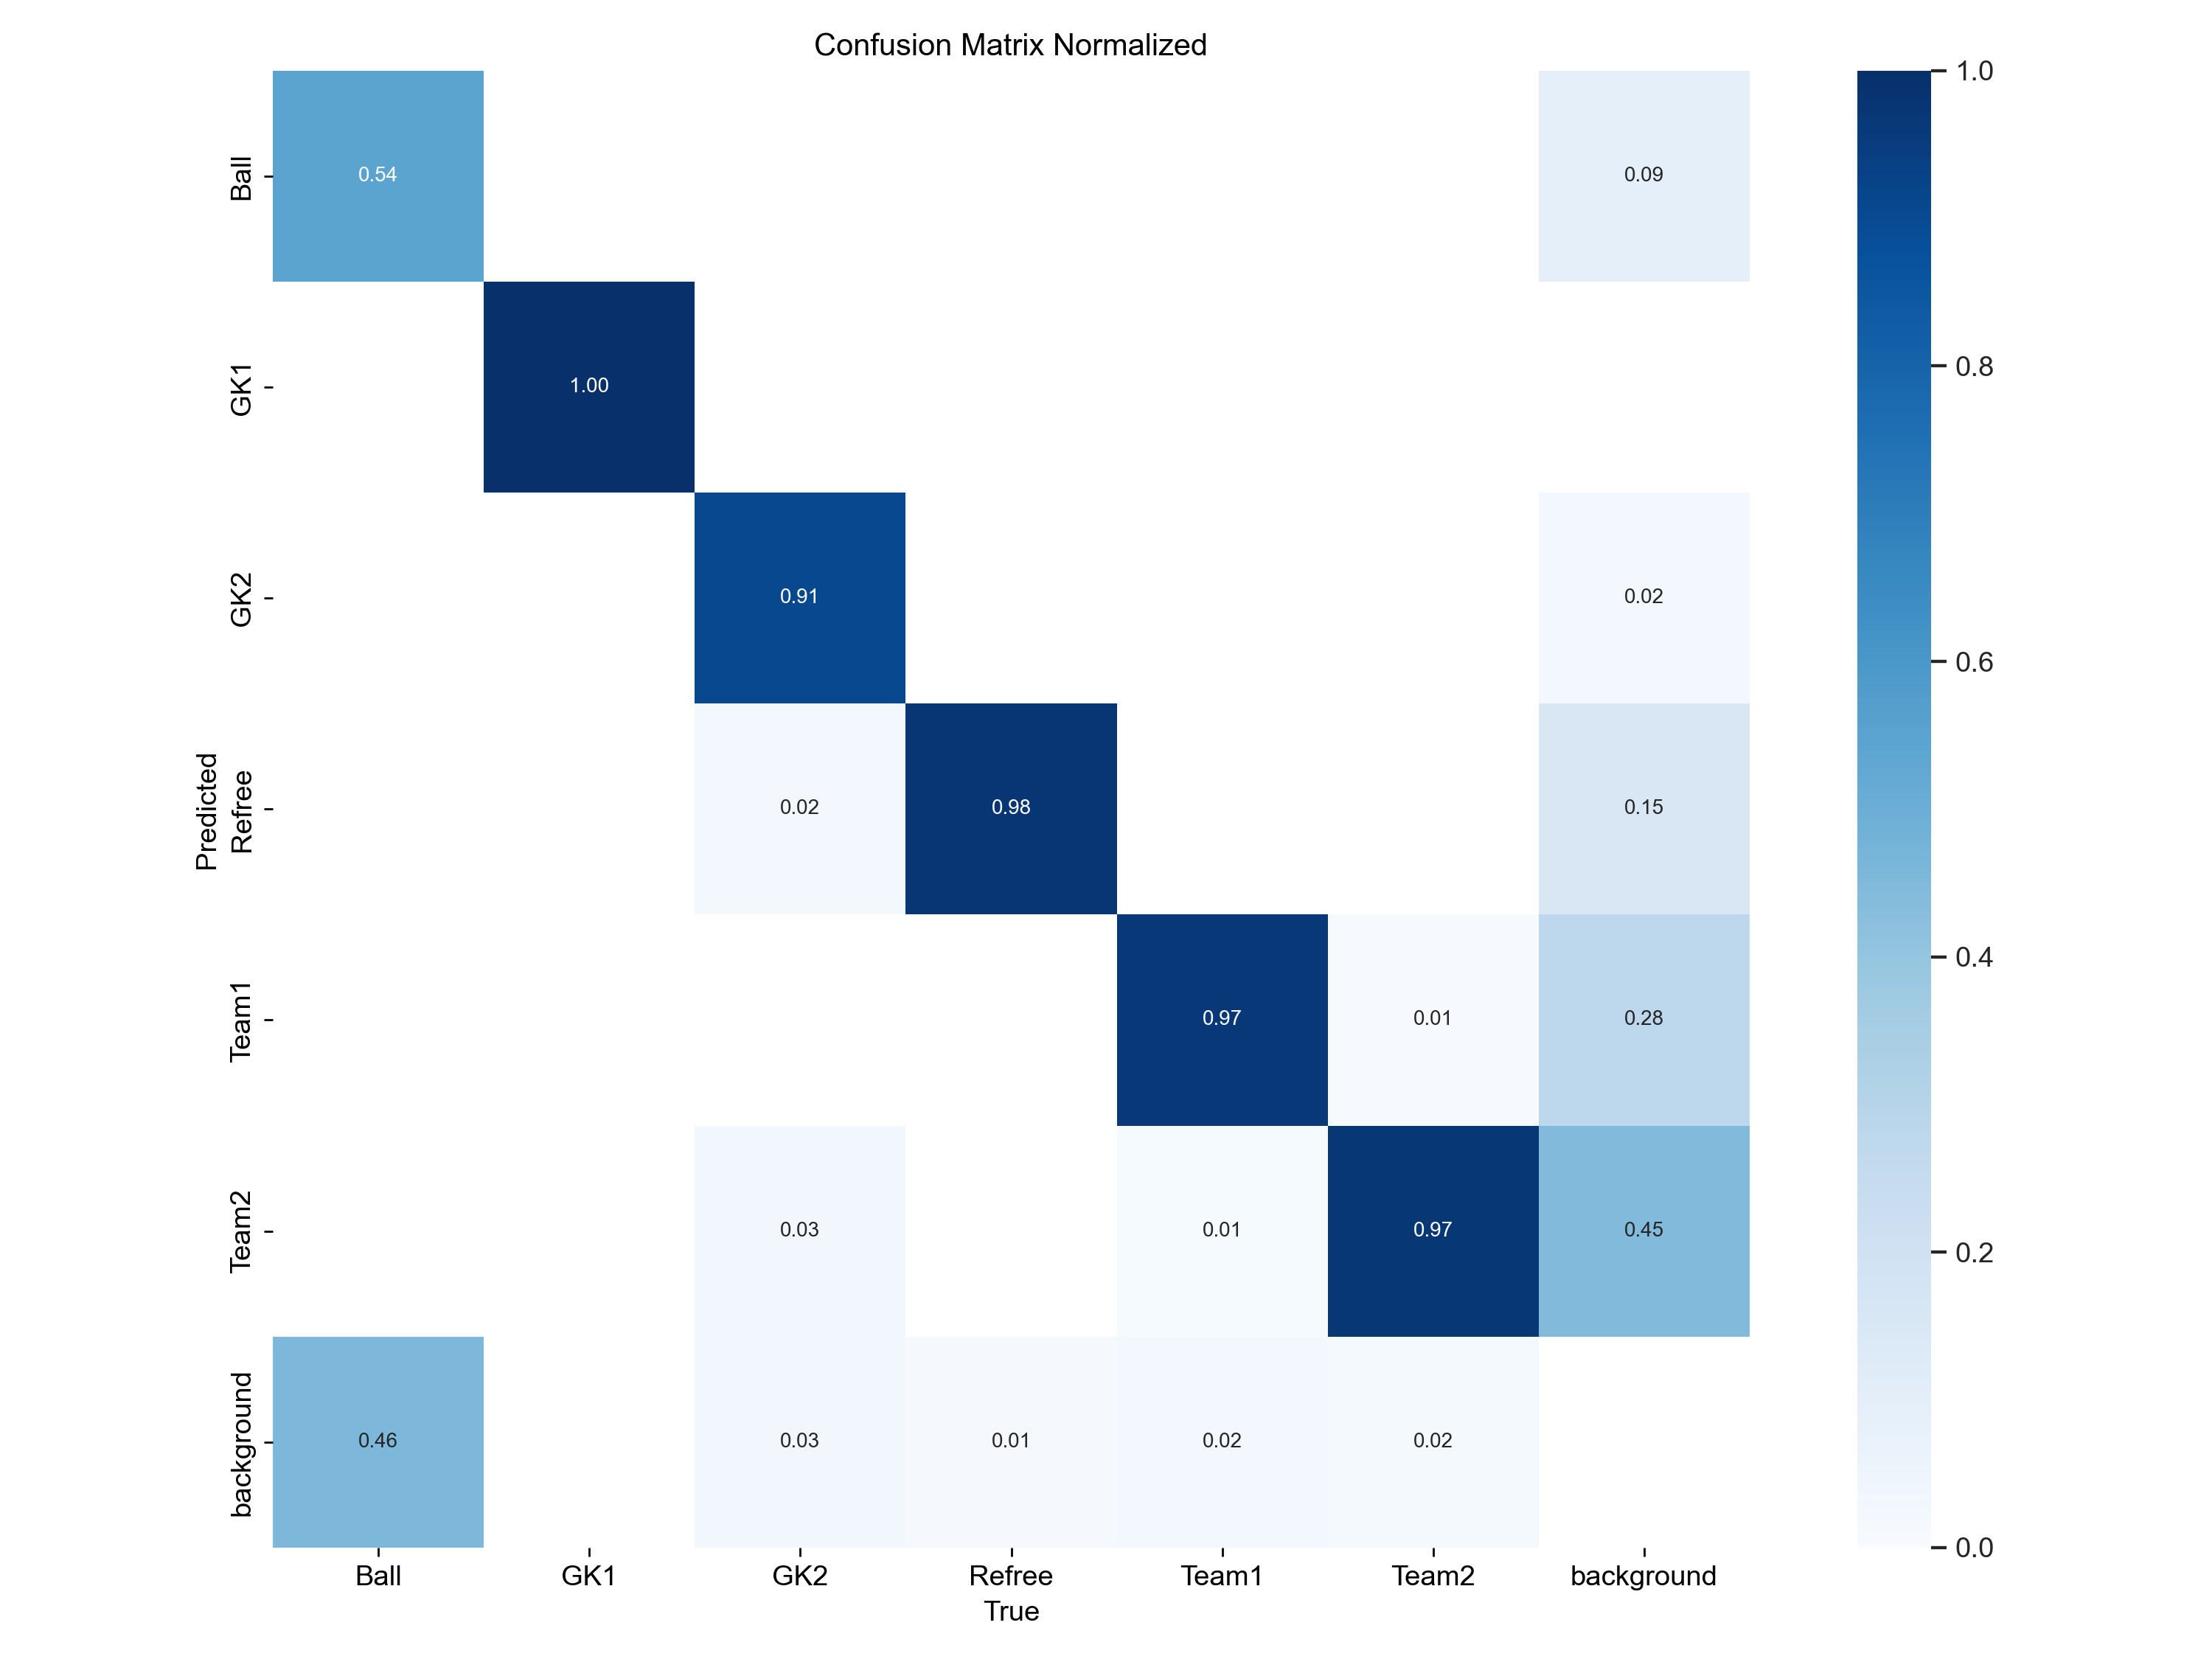 Confusion Matrix Normalized
Ball 0.54 0.09
GK1 1.00
GK2 0.91 0.02
Refree 0.02 0.98 0.15
Team1 0.97 0.01 0.28
Team2 0.03 0.01 0.97 0.45
background 0.46 0.03 0.01 0.02 0.02
Predicted
Ball GK1 GK2 Refree Team1 Team2 background
True
1.0
0.8
0.6
0.4
0.2
0.0